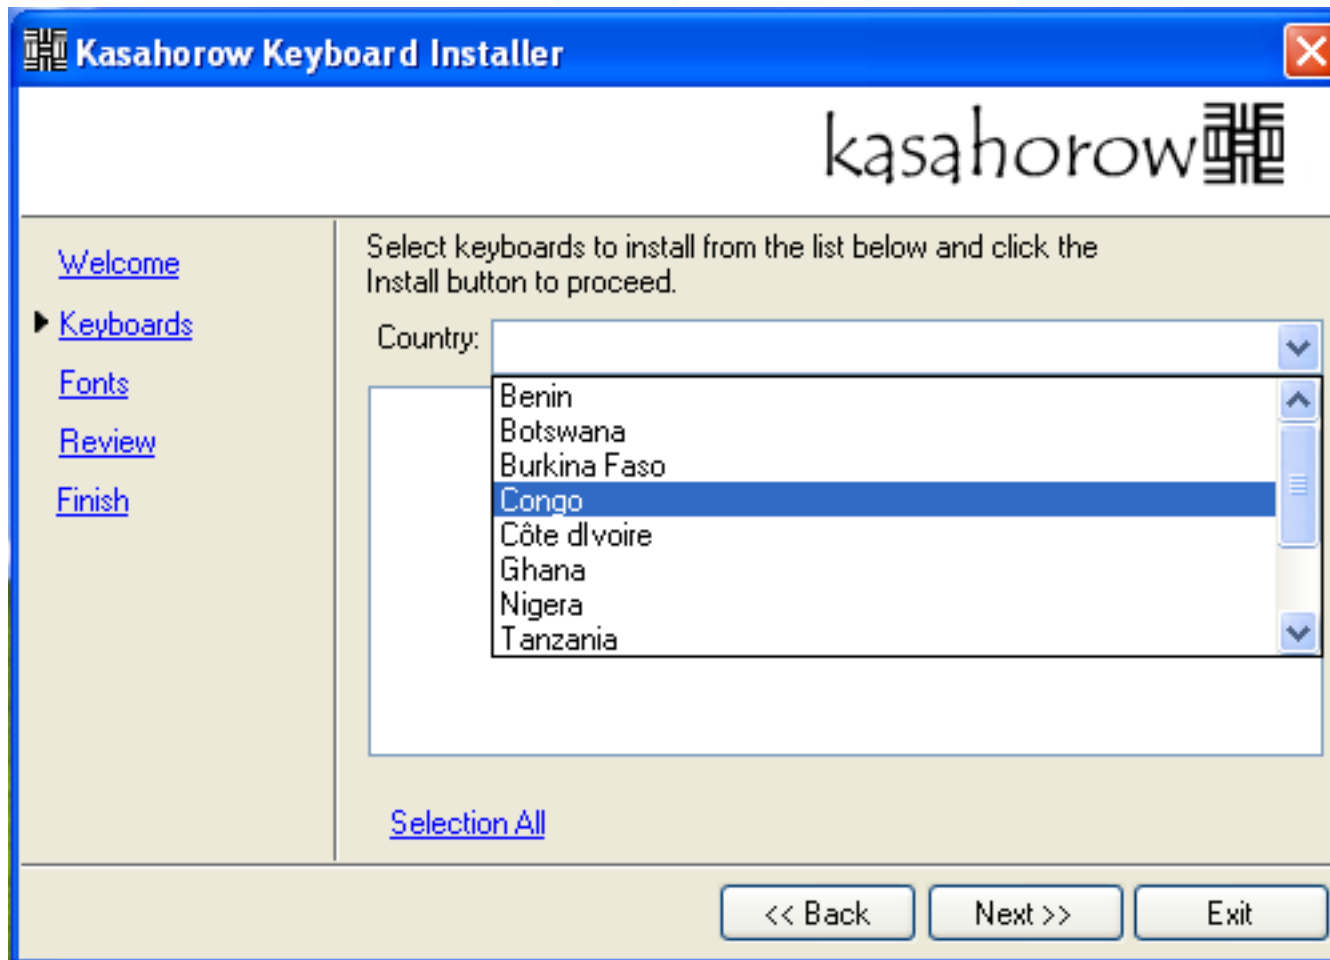 Kasahorow Keyboard Installer
kasahorow
Welcome
Keyboards
Fonts
Review
Finish
Select keyboards to install from the list below and click the
Install button to proceed.
Country:
Benin
Botswana
Burkina Faso
Congo
Côte dIvoire
Ghana
Nigera
Tanzania
Selection All
<< Back
Next >>
Exit